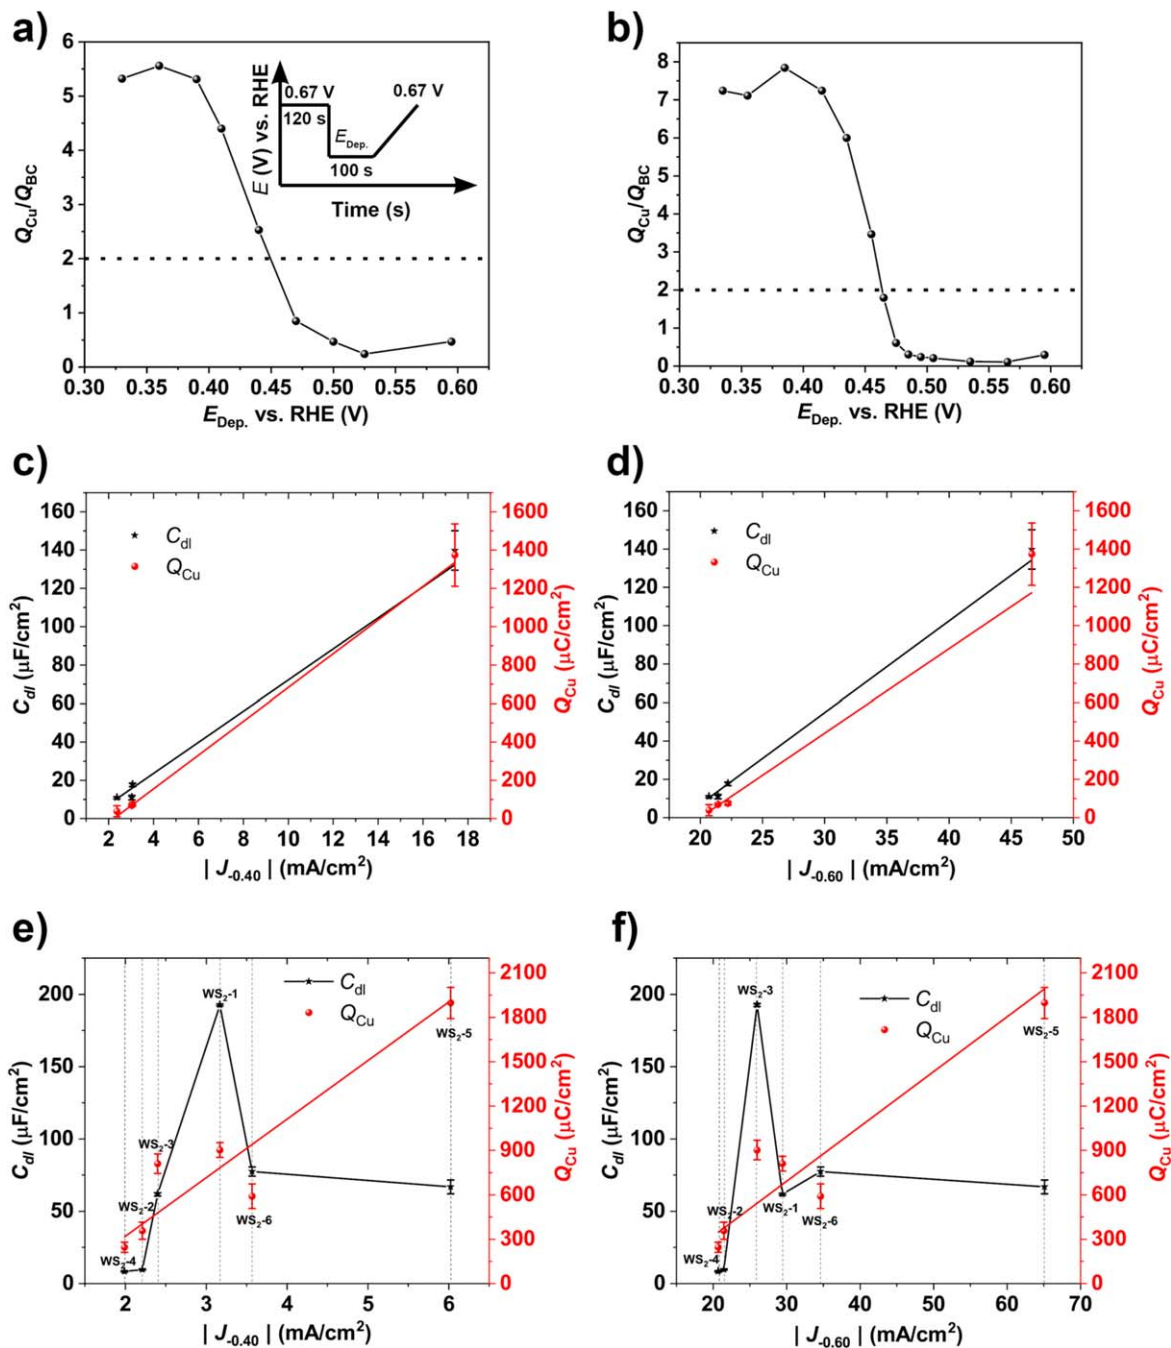 a)
6
5
4
3
2
1
0
Q_Cu/Q_BC
0.30 0.35 0.40 0.45 0.50 0.55 0.60
E_Dep. vs. RHE (V)
E (V) vs. RHE
0.67 V
120 s
E_Dep.
100 s
0.67 V
Time (s)
b)
8
7
6
5
4
3
2
1
0
Q_Cu/Q_BC
0.30 0.35 0.40 0.45 0.50 0.55 0.60
E_Dep. vs. RHE (V)
c)
160
140
120
100
80
60
40
20
0
C_dl (μF/cm²)
C_dl
Q_Cu
1600
1400
1200
1000
800
600
400
200
0
Q_Cu (μC/cm²)
2 4 6 8 10 12 14 16 18
| J_-0.40 | (mA/cm²)
d)
160
140
120
100
80
60
40
20
0
C_dl (μF/cm²)
C_dl
Q_Cu
1600
1400
1200
1000
800
600
400
200
0
Q_Cu (μC/cm²)
20 25 30 35 40 45 50
| J_-0.60 | (mA/cm²)
e)
200
150
100
50
0
C_dl (μF/cm²)
C_dl
Q_Cu
WS₂-1
WS₂-5
WS₂-3
WS₂-2
WS₂-6
WS₂-4
2100
1800
1500
1200
900
600
300
0
Q_Cu (μC/cm²)
2 3 4 5 6
| J_-0.40 | (mA/cm²)
f)
200
150
100
50
0
C_dl (μF/cm²)
WS₂-3
C_dl
Q_Cu
WS₂-5
WS₂-2
WS₂-1
WS₂-6
WS₂-4
2100
1800
1500
1200
900
600
300
0
Q_Cu (μC/cm²)
20 30 40 50 60 70
| J_-0.60 | (mA/cm²)